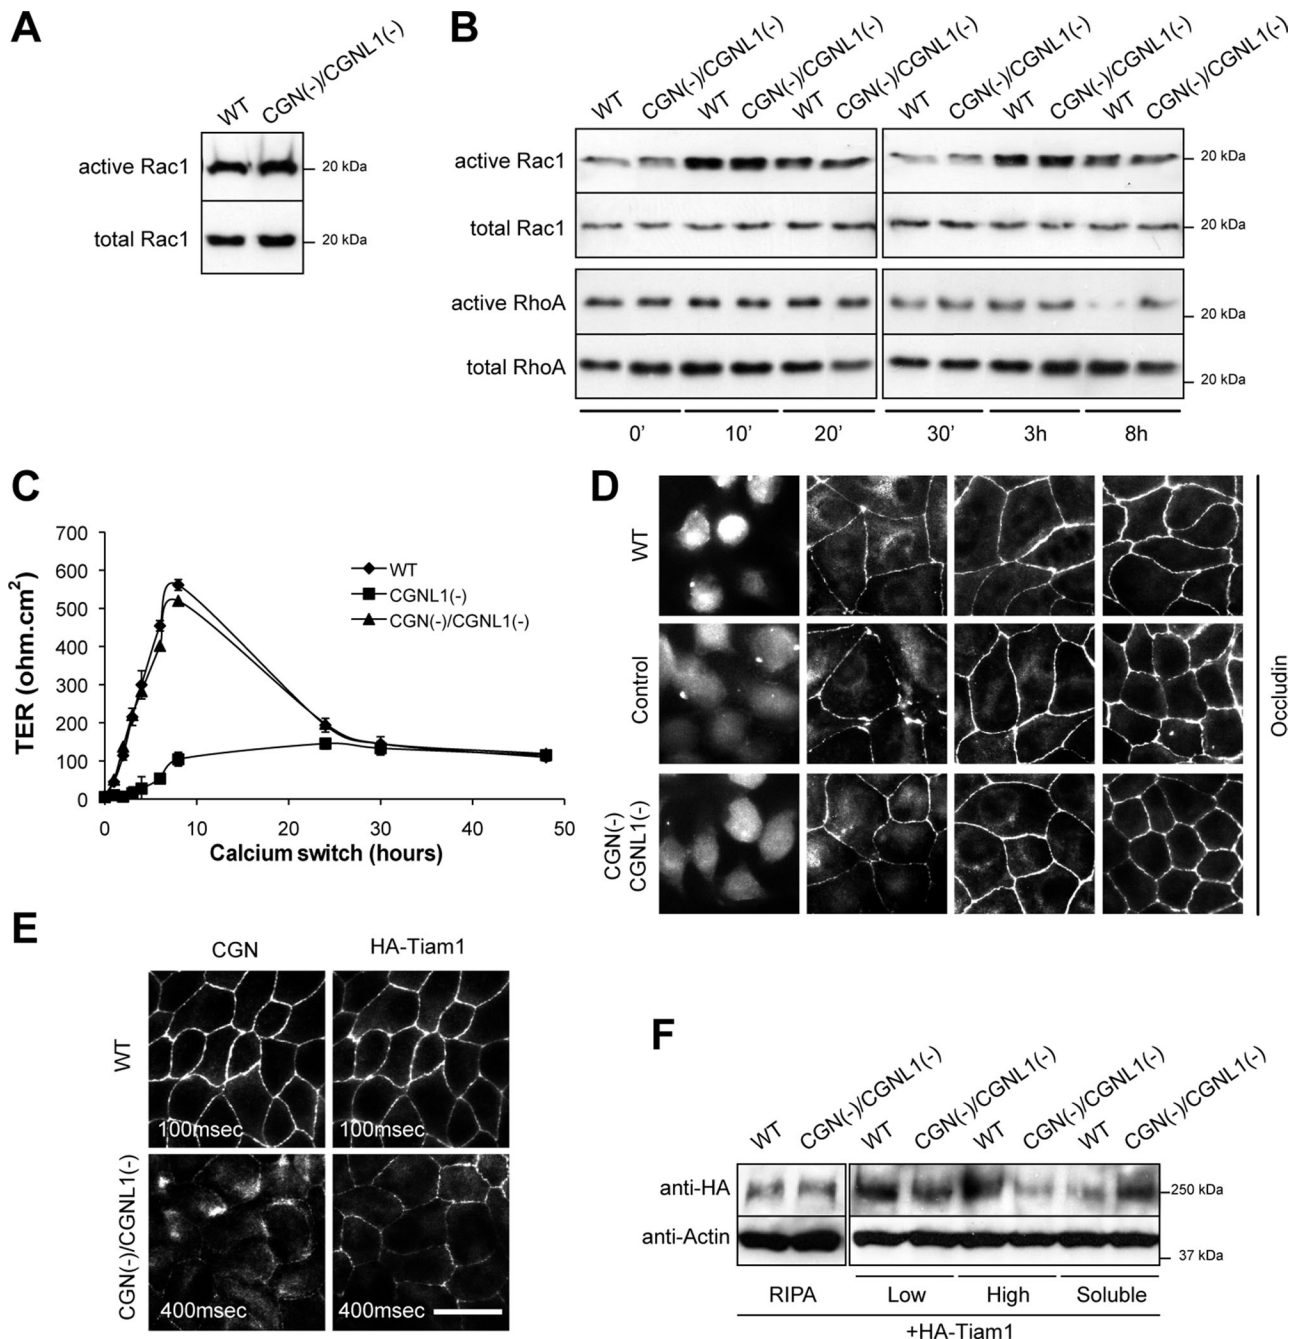 A
WT CGN(-)/CGNL1(-)
active Rac1 20 kDa
total Rac1 20 kDa
B
WT CGN(-)/CGNL1(-) WT CGN(-)/CGNL1(-) WT CGN(-)/CGNL1(-) WT CGN(-)/CGNL1(-) WT CGN(-)/CGNL1(-) WT CGN(-)/CGNL1(-)
active Rac1 20 kDa
total Rac1 20 kDa
active RhoA 20 kDa
total RhoA 20 kDa
0' 10' 20' 30' 3h 8h
C
TER (ohm.cm²)
700
600
500
400
300
200
100
0
WT
CGNL1(-)
CGN(-)/CGNL1(-)
0 10 20 30 40 50
Calcium switch (hours)
D
WT
Control
CGN(-)
CGNL1(-)
Occludin
E
CGN HA-Tiam1
WT
100msec 100msec
CGN(-)/CGNL1(-)
400msec 400msec
F
WT CGN(-)/CGNL1(-) WT CGN(-)/CGNL1(-) WT CGN(-)/CGNL1(-) WT CGN(-)/CGNL1(-)
anti-HA 250 kDa
anti-Actin 37 kDa
RIPA Low High Soluble
+HA-Tiam1